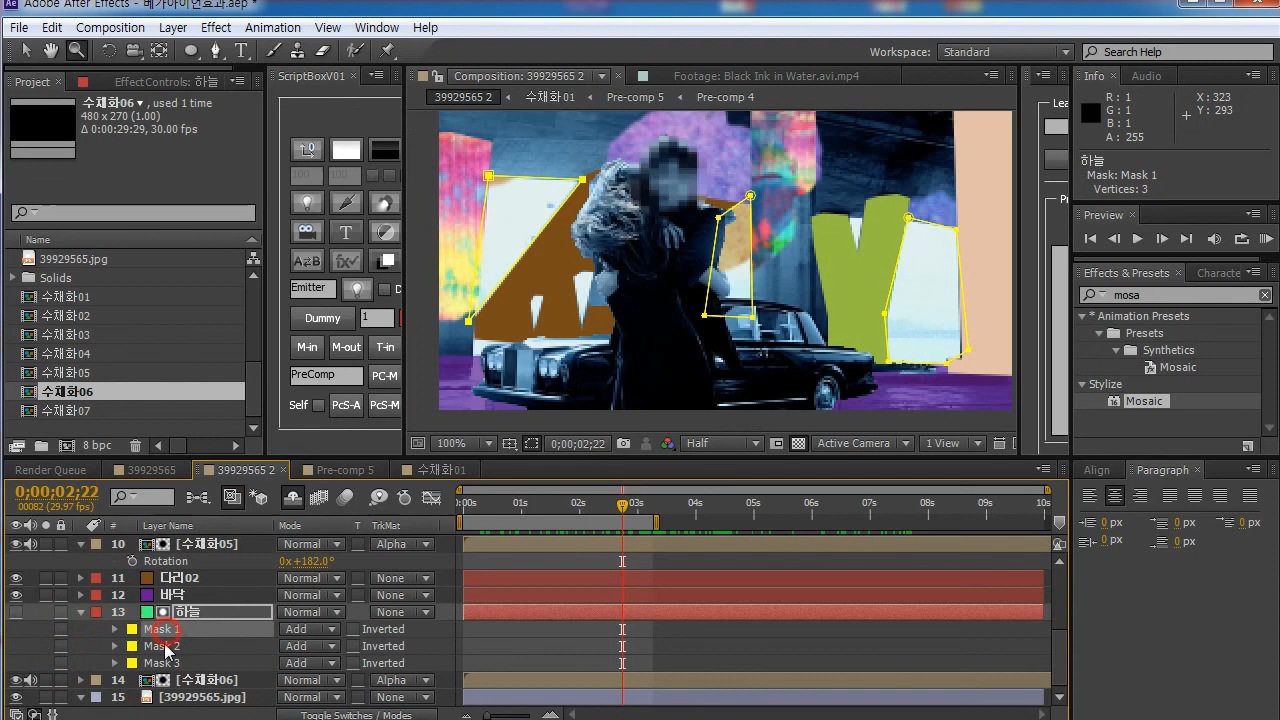 Adobe After Effects - 베가아이언효과.aep *
File Edit Composition Layer Effect Animation View Window Help
Workspace: Standard Search Help
Project Effect Controls: 하늘
수채화06 , used 1 time
480 x 270 (1.00)
Δ 0:00:29:29, 30.00 fps
Name
39929565.jpg
Solids
수채화01
수채화02
수채화03
수채화04
수채화05
수채화06
수채화07
8 bpc
ScriptBoxV01
100 100
T
A↔B fx
Emitter
Dummy 1
M-in M-out T-in
PreComp PC-M
Self PcS-A PcS-M
Composition: 39929565 2 Footage: Black Ink in Water.avi.mp4
39929565 2 수채화01 Pre-comp 5 Pre-comp 4
100% 0;00;02;22 Half Active Camera 1 View
Lea
Pr
Info Audio
R : 1
G : 1
B : 1
A : 255
X : 323
Y : 293
하늘
Mask: Mask 1
Vertices: 3
Preview
Effects & Presets Characte
mosa
* Animation Presets
Presets
Synthetics
Mosaic
Stylize
Mosaic
Render Queue 39929565 39929565 2 Pre-comp 5 수채화01
0;00;02;22
00082 (29.97 fps)
:00s 02s 03s 04s 05s 06s 07s 08s 09s 10s
# Layer Name Mode T TrkMat
10 [수채화05] Normal Alpha
Rotation 0x+182.0°
11 다리02 Normal None
12 바닥 Normal None
13 하늘 Normal None
Mask 1 Add Inverted
Mask 2 Add Inverted
Mask 3 Add Inverted
14 [수채화06] Normal Alpha
15 [39929565.jpg] Normal None
Toggle Switches / Modes
Align Paragraph
0 px 0 px 0 px
0 px 0 px